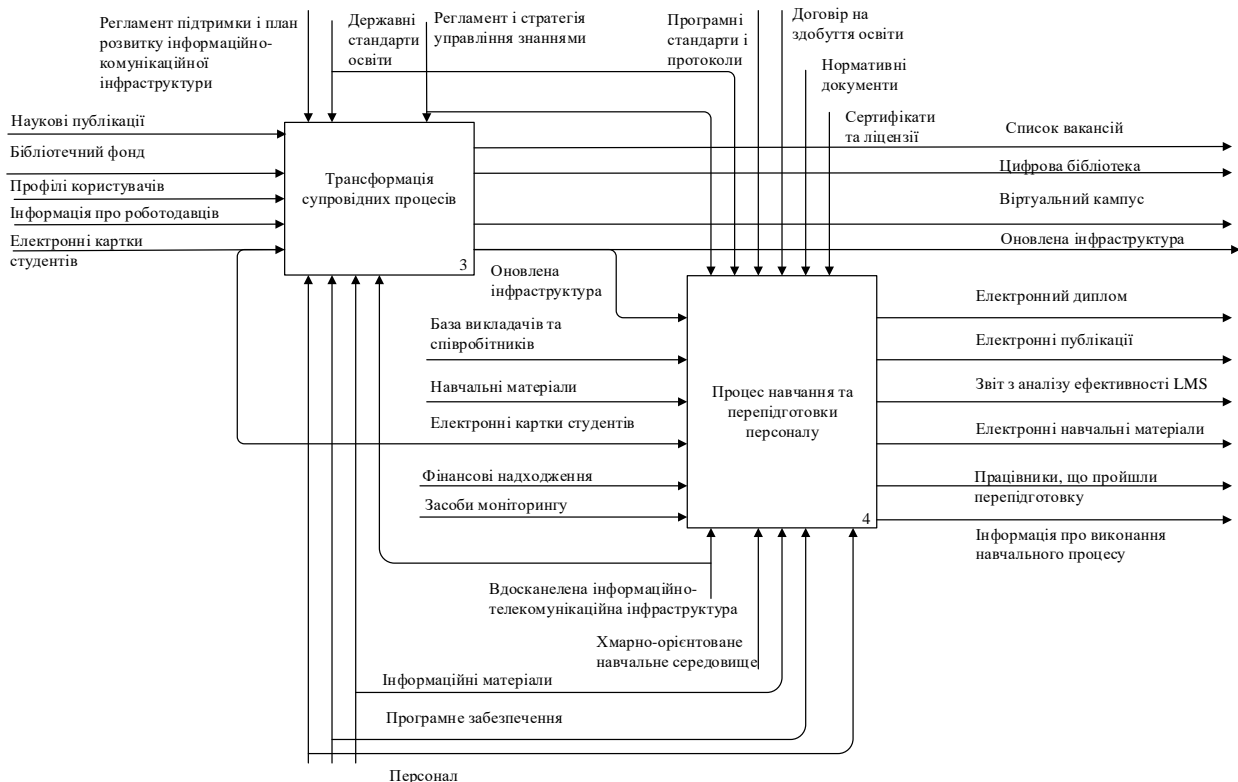 Регламент підтримки і план
розвитку інформаційно-
комунікаційної
інфраструктури
Державні
стандарти
освіти
Регламент і стратегія
управління знаннями
Програмні
стандарти і
протоколи
Договір на
здобуття освіти
Нормативні
документи
Сертифікати
та ліцензії
Наукові публікації
Бібліотечний фонд
Профілі користувачів
Інформація про роботодавців
Електронні картки
студентів
Трансформація
супровідних процесів
3
Список вакансій
Цифрова бібліотека
Віртуальний кампус
Оновлена інфраструктура
Оновлена
інфраструктура
База викладачів та
співробітників
Навчальні матеріали
Електронні картки студентів
Фінансові надходження
Засоби моніторингу
Процес навчання та
перепідготовки
персоналу
4
Електронний диплом
Електронні публікації
Звіт з аналізу ефективності LMS
Електронні навчальні матеріали
Працівники, що пройшли
перепідготовку
Інформація про виконання
навчального процесу
Вдосканелена інформаційно-
телекомунікаційна інфраструктура
Хмарно-орієнтоване
навчальне середовище
Інформаційні матеріали
Програмне забезпечення
Персонал